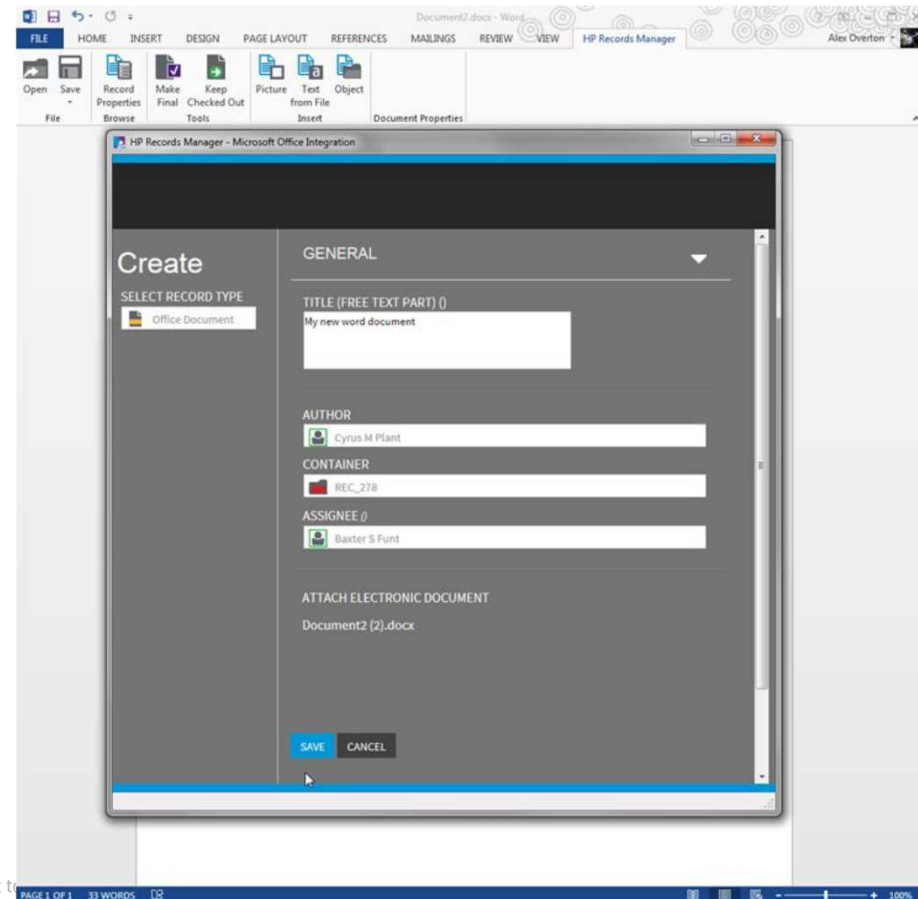 Document2.docx - Word
FILE HOME INSERT DESIGN PAGE LAYOUT REFERENCES MAILINGS REVIEW VIEW HP Records Manager Alex Overton
Open Save Record Properties Make Final Keep Checked Out Picture Text from File Object
File Browse Tools Insert Document Properties
HP Records Manager - Microsoft Office Integration
Create
SELECT RECORD TYPE
Office Document
GENERAL
TITLE (FREE TEXT PART) ()
My new word document
AUTHOR
Cyrus M Plant
CONTAINER
REC_278
ASSIGNEE ()
Baxter S Funt
ATTACH ELECTRONIC DOCUMENT
Document2 (2).docx
SAVE CANCEL
PAGE 1 OF 1 33 WORDS 100%